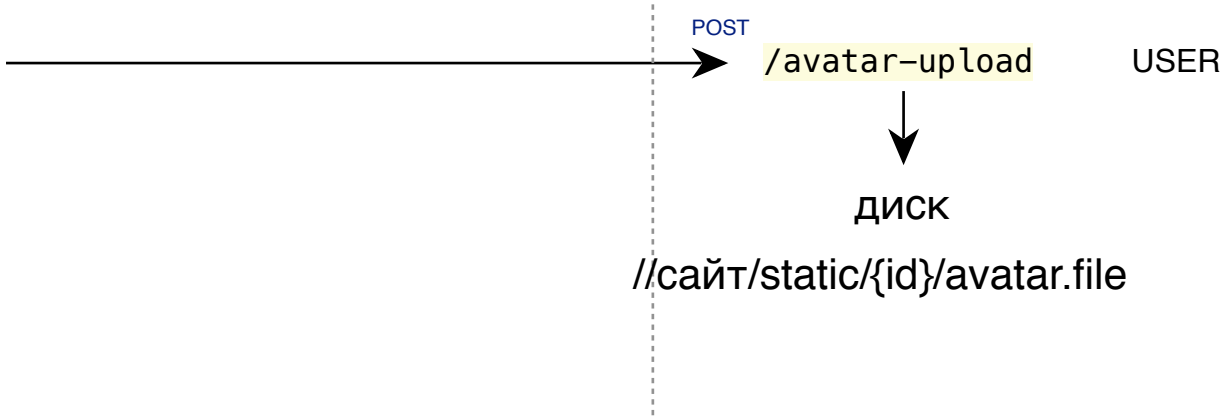 POST
/avatar-upload USER
диск
//сайт/static/{id}/avatar.file